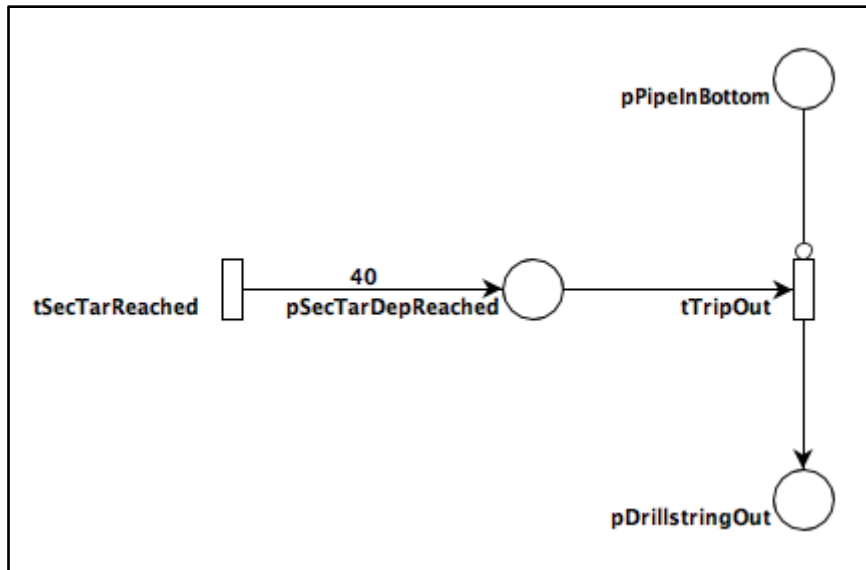 pPipeInBottom
40
tSecTarReached
pSecTarDepReached
tTripOut
pDrillstringOut